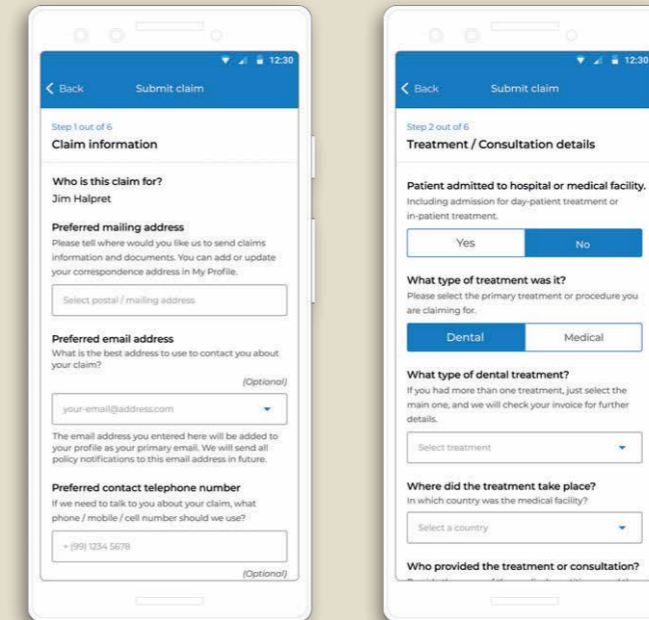 12:30
Back
Submit claim
Step 1 out of 6
Claim information
Who is this claim for?
Jim Halpret
Preferred mailing address
Please tell where would you like us to send claims
information and documents. You can add or update
your correspondence address in My Profile.
Select postal / mailing address
Preferred email address
What is the best address to use to contact you about
your claim?
(Optional)
your-email@address.com
The email address you entered here will be added to
your profile as your primary email. We will send all
policy notifications to this email address in future.
Preferred contact telephone number
If we need to talk to you about your claim, what
phone / mobile / cell number should we use?
+ (99) 1234 5678
(Optional)
12:30
Back
Submit claim
Step 2 out of 6
Treatment / Consultation details
Patient admitted to hospital or medical facility.
Including admission for day-patient treatment or
in-patient treatment.
Yes
No
What type of treatment was it?
Please select the primary treatment or procedure you
are claiming for.
Dental
Medical
What type of dental treatment?
If you had more than one treatment, just select the
main one, and we will check your invoice for further
details.
Select treatment
Where did the treatment take place?
In which country was the medical facility?
Select a country
Who provided the treatment or consultation?